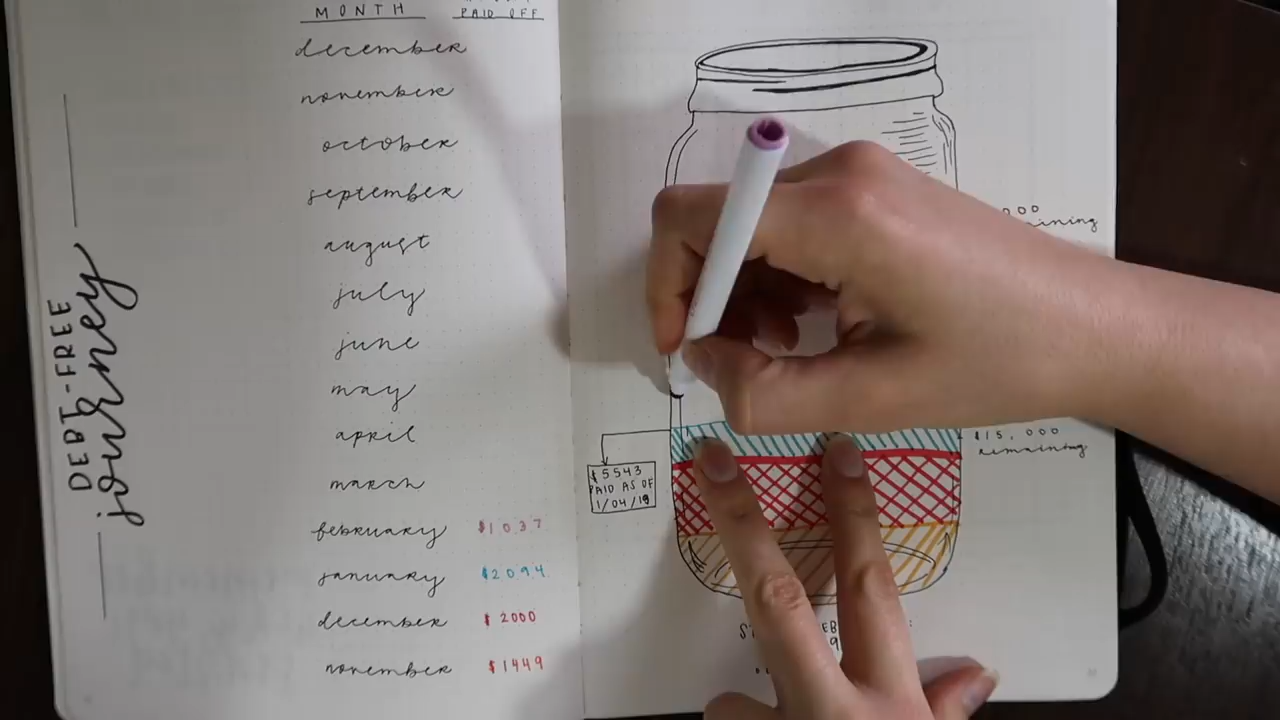 MONTH
PAID OFF
december
november
october
september
august
july
june
may
april
march
february $1037
january $2094
december $2000
november $1449
DEBT-FREE
journey
$5543
PAID AS OF
1/04/19
$15,000
remaining